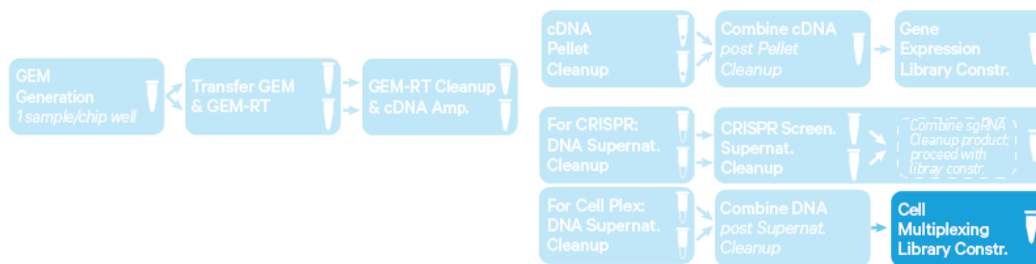 GEM
Generation
1 sample/chip well
Transfer GEM
& GEM-RT
GEM-RT Cleanup
& cDNA Amp.
cDNA
Pellet
Cleanup
Combine cDNA
post Pellet
Cleanup
Gene
Expression
Library Constr.
For CRISPR:
DNA Supernat.
Cleanup
CRISPR Screen.
Supernat.
Cleanup
Combine sgRNA
Cleanup product;
proceed with
libray constr.
For Cell Plex:
DNA Supernat.
Cleanup
Combine DNA
post Supernat.
Cleanup
Cell
Multiplexing
Library Constr.